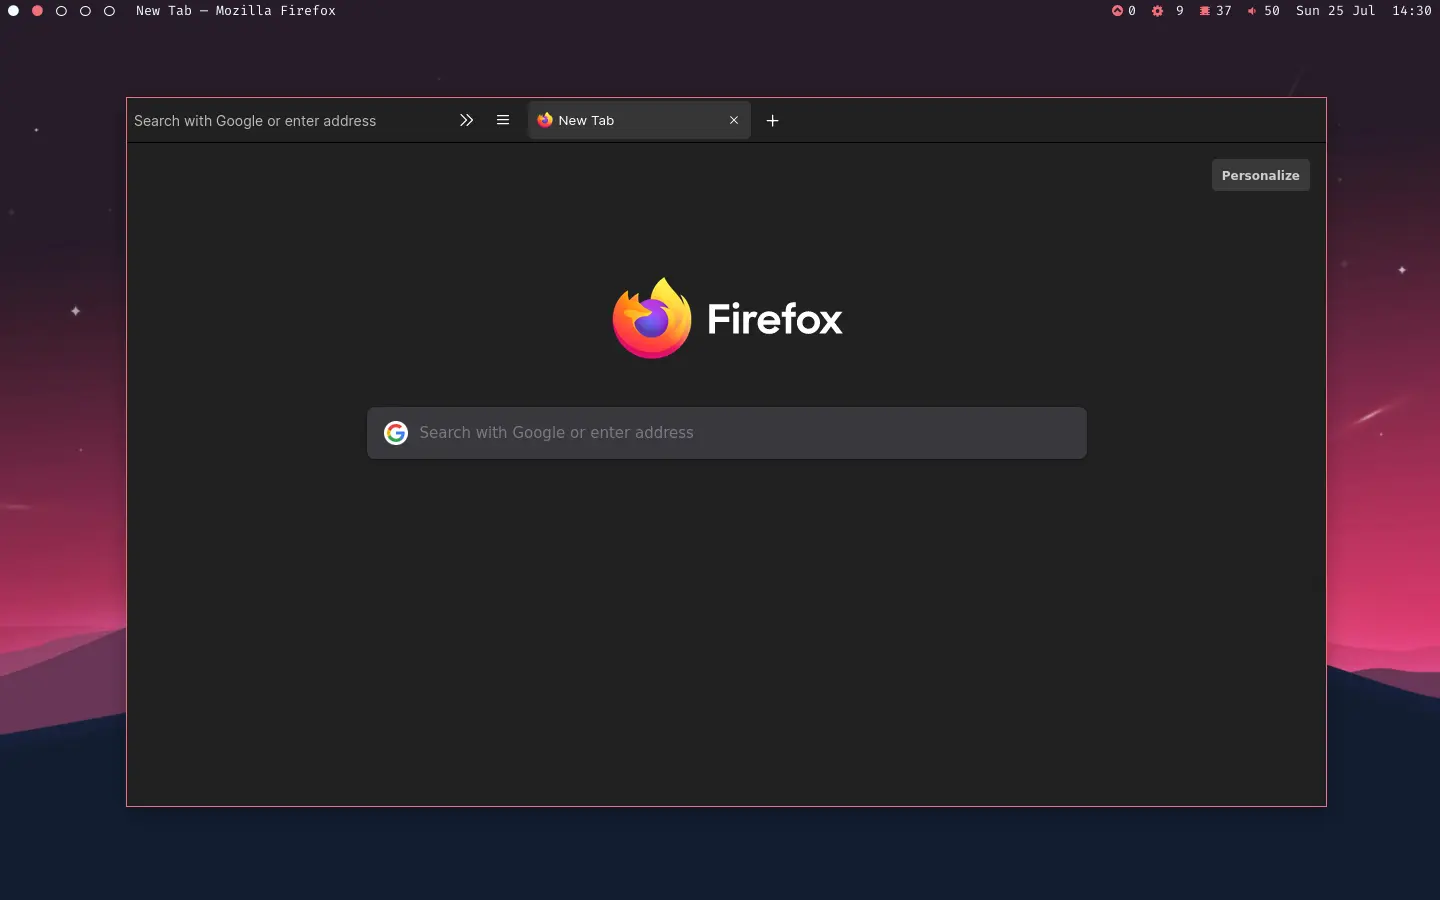 New Tab — Mozilla Firefox 0 9 37 50 Sun 25 Jul 14:30
Search with Google or enter address New Tab
Personalize
Firefox
Search with Google or enter address